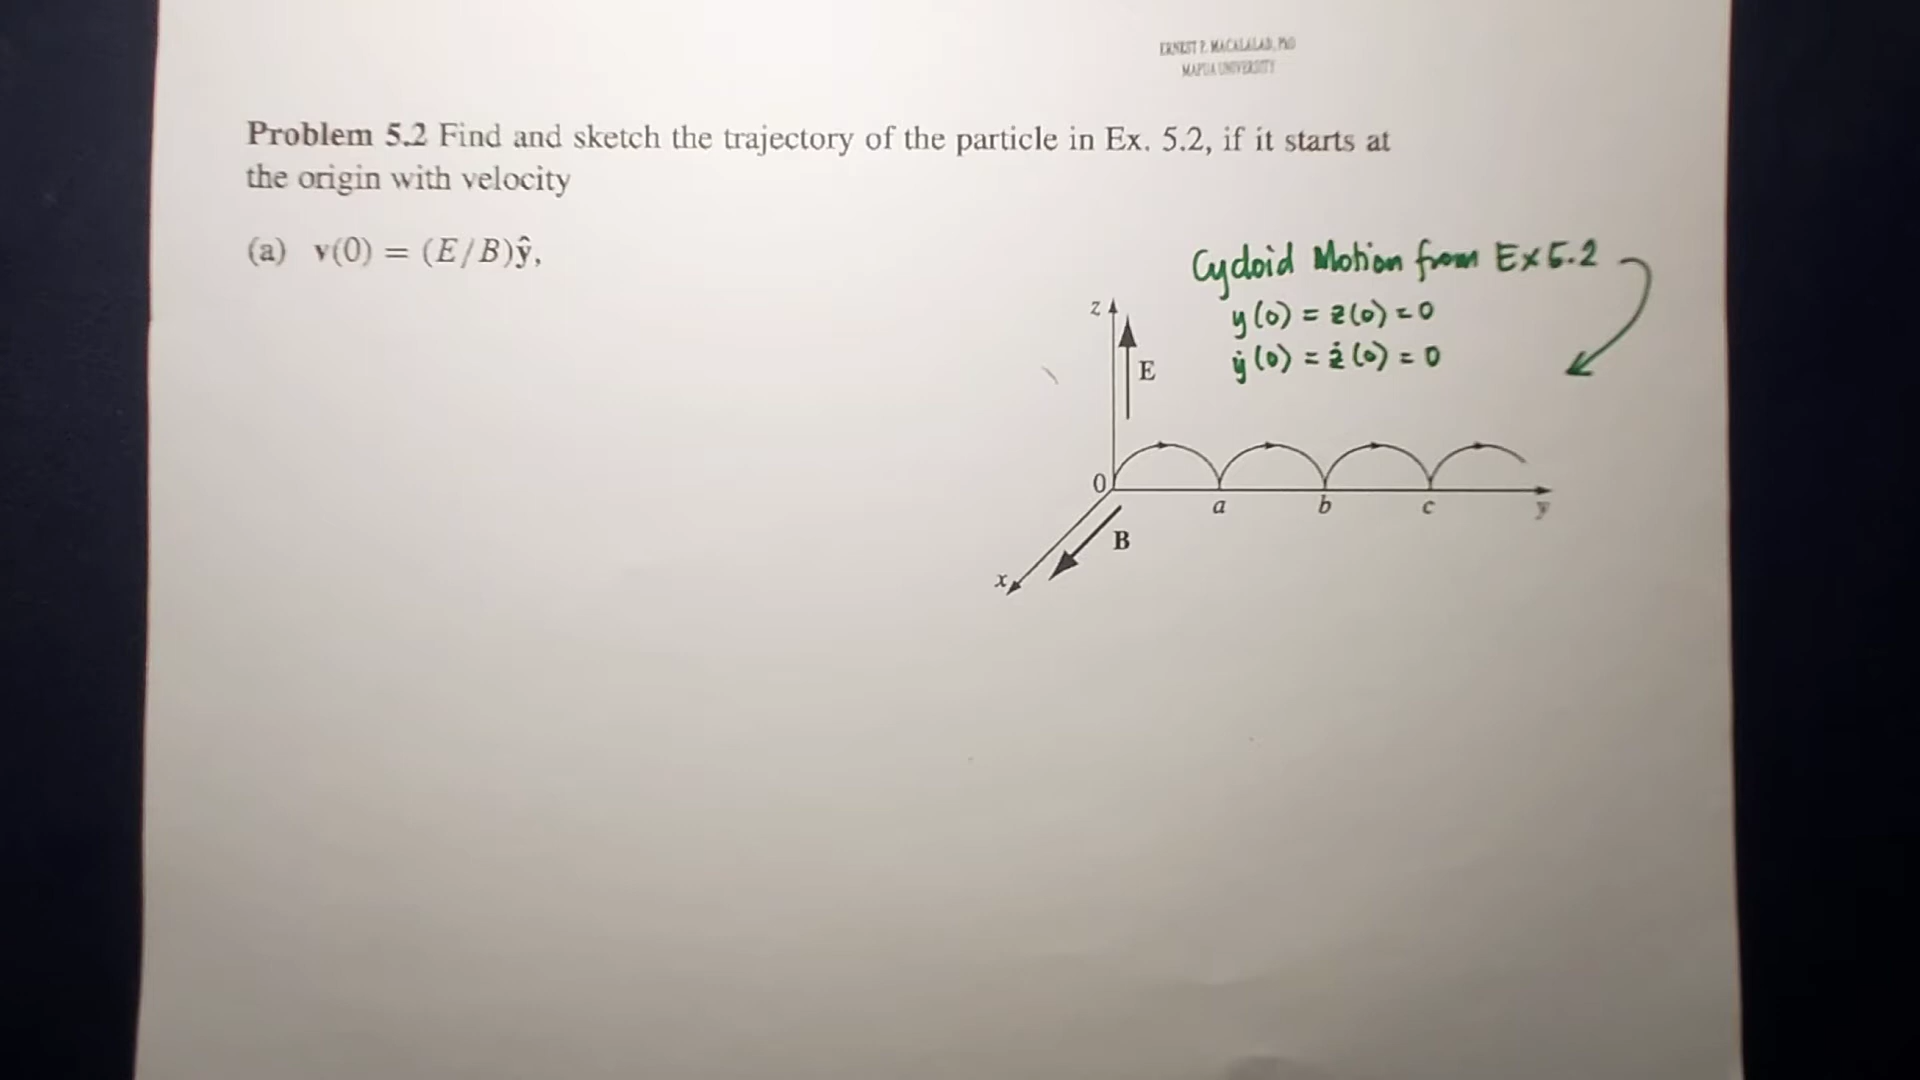 ERNEST P. MACALALAD, PhD
MAPUA UNIVERSITY
Problem 5.2 Find and sketch the trajectory of the particle in Ex. 5.2, if it starts at
the origin with velocity
(a) v(0) = (E/B)ŷ,
Cycloid Motion from Ex 5.2
y(0) = z(0) = 0
ẏ(0) = ż(0) = 0
z
E
0
a b c y
B
x